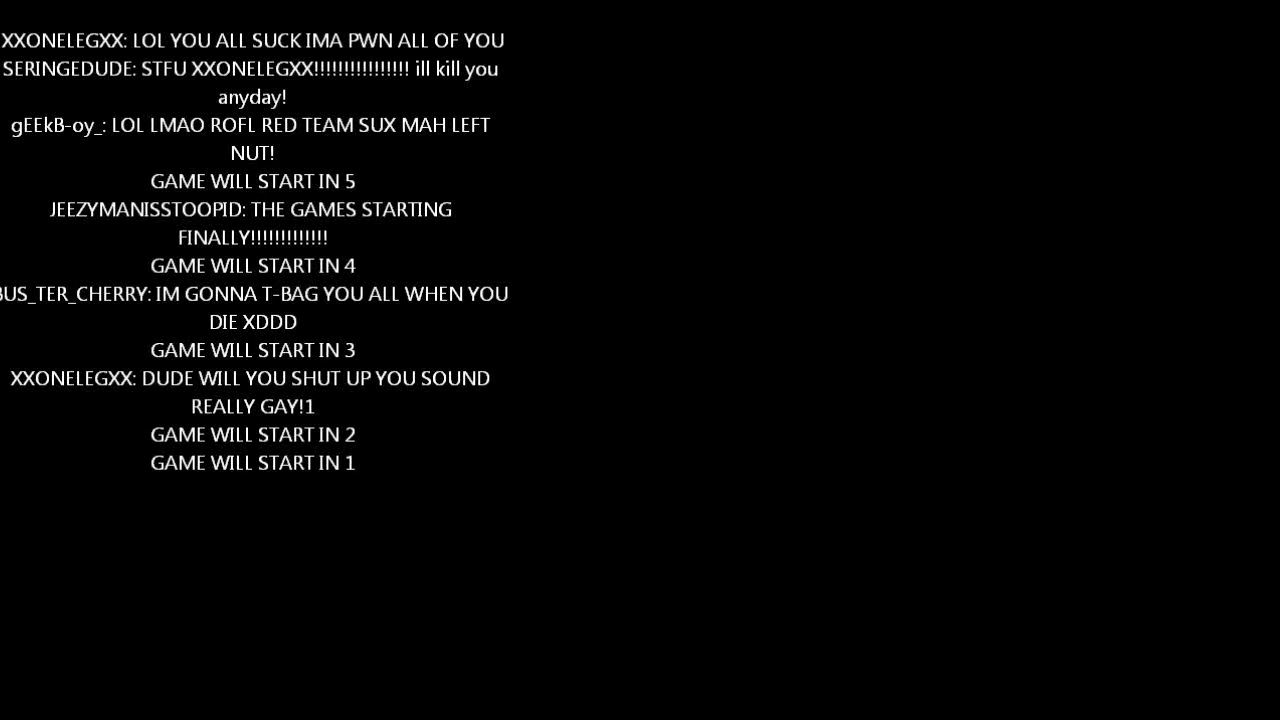 XXONELEGXX: LOL YOU ALL SUCK IMA PWN ALL OF YOU
SERINGEDUDE: STFU XXONELEGXX!!!!!!!!!!!!!!!! ill kill you
anyday!
gEEkB-oy_: LOL LMAO ROFL RED TEAM SUX MAH LEFT
NUT!
GAME WILL START IN 5
JEEZYMANISSTOOPID: THE GAMES STARTING
FINALLY!!!!!!!!!!!!!
GAME WILL START IN 4
BUS_TER_CHERRY: IM GONNA T-BAG YOU ALL WHEN YOU
DIE XDDD
GAME WILL START IN 3
XXONELEGXX: DUDE WILL YOU SHUT UP YOU SOUND
REALLY GAY!1
GAME WILL START IN 2
GAME WILL START IN 1